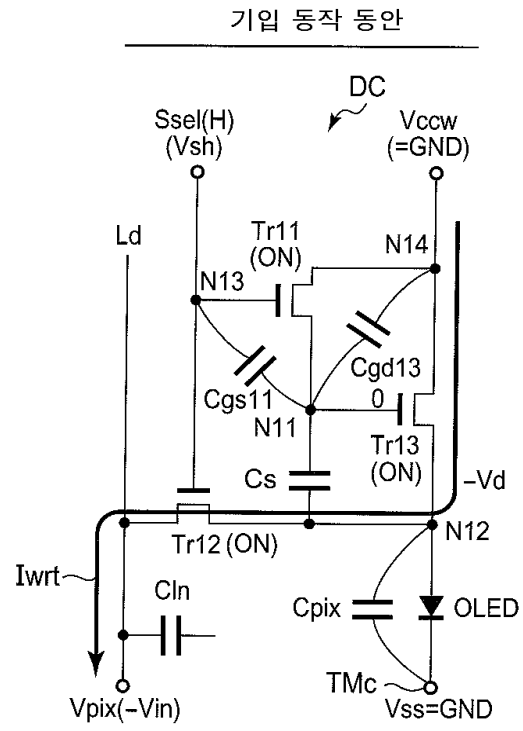 기입 동작 동안
DC
Ssel(H)
(Vsh)
Vccw
(=GND)
Ld
Tr11
(ON)
N14
N13
Cgd13
Cgs11
0
N11
Tr13
(ON)
Cs
-Vd
Tr12 (ON)
N12
Iwrt
Cln
Cpix
OLED
TMc
Vpix(-Vin)
Vss=GND